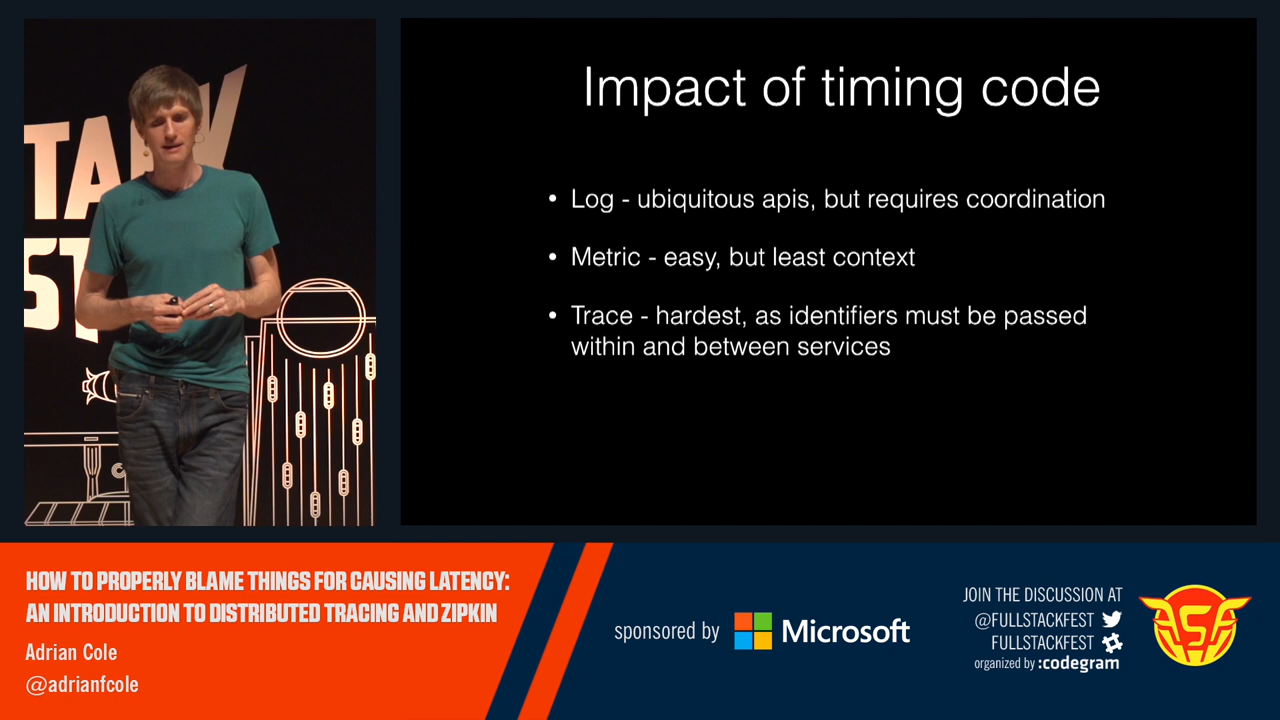 Impact of timing code
• Log - ubiquitous apis, but requires coordination
• Metric - easy, but least context
• Trace - hardest, as identifiers must be passed
within and between services
HOW TO PROPERLY BLAME THINGS FOR CAUSING LATENCY:
AN INTRODUCTION TO DISTRIBUTED TRACING AND ZIPKIN
Adrian Cole
@adrianfcole
sponsored by
Microsoft
JOIN THE DISCUSSION AT
@FULLSTACKFEST
FULLSTACKFEST
organized by :codegram